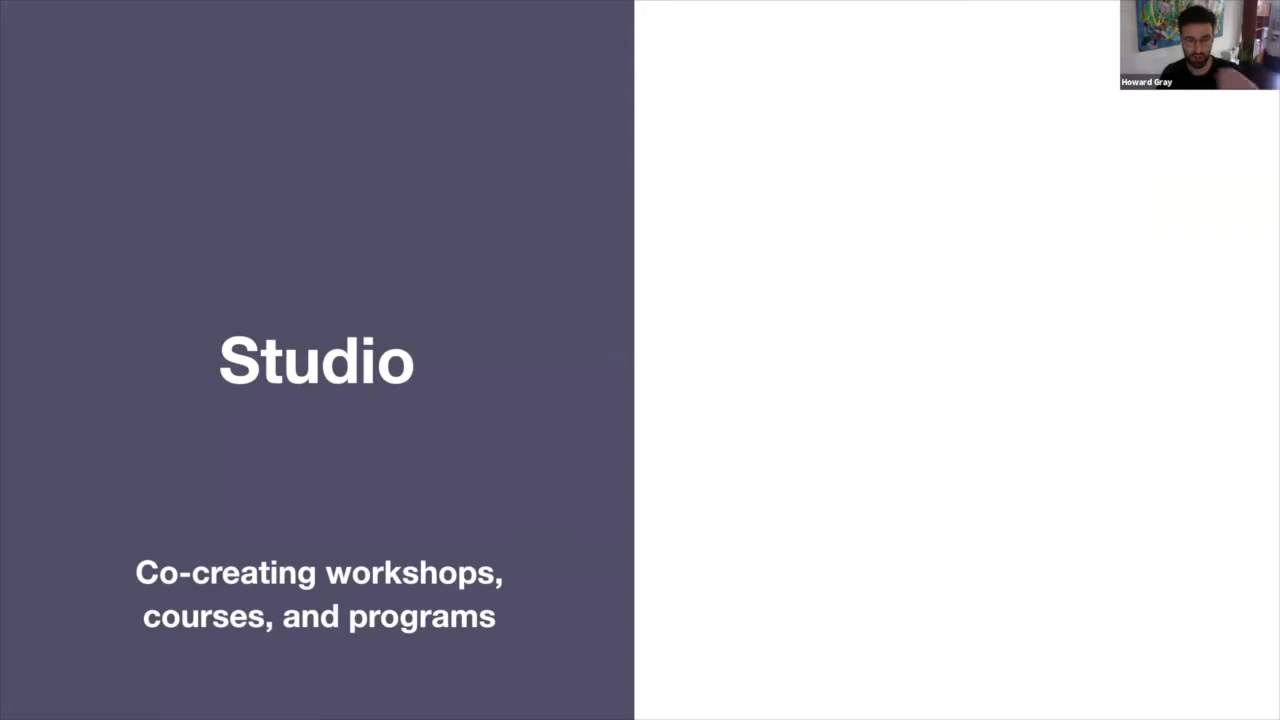 Howard Gray
Studio
Co-creating workshops,
courses, and programs